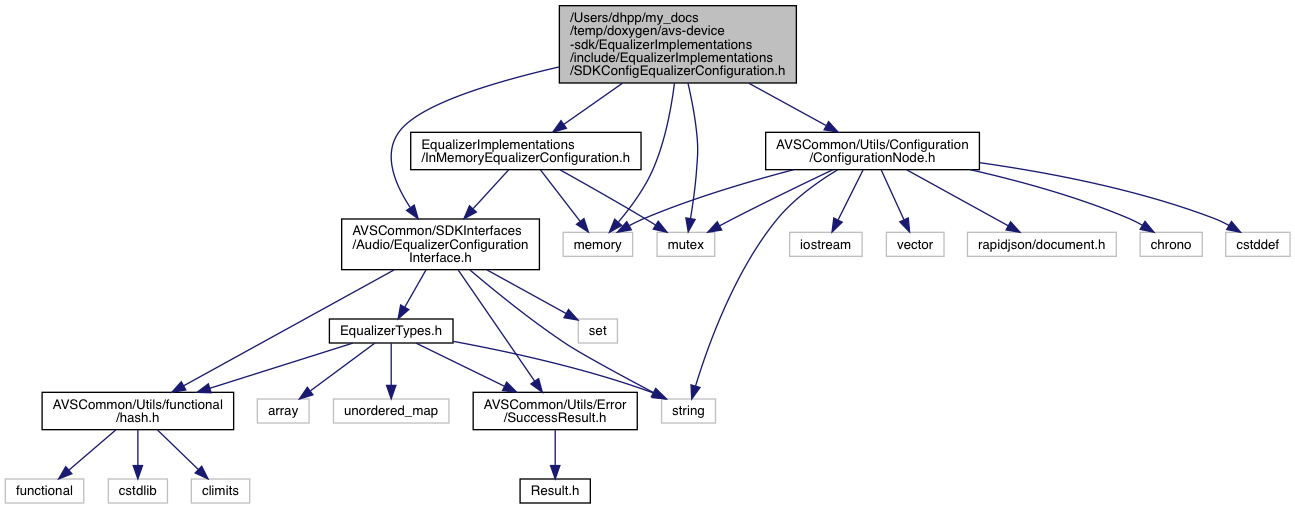 /Users/dhpp/my_docs
/temp/doxygen/avs-device
-sdk/EqualizerImplementations
/include/EqualizerImplementations
/SDKConfigEqualizerConfiguration.h
EqualizerImplementations
/InMemoryEqualizerConfiguration.h
AVSCommon/Utils/Configuration
/ConfigurationNode.h
AVSCommon/SDKInterfaces
/Audio/EqualizerConfiguration
Interface.h
memory
mutex
iostream
vector
rapidjson/document.h
chrono
cstddef
EqualizerTypes.h
set
AVSCommon/Utils/functional
/hash.h
array
unordered_map
AVSCommon/Utils/Error
/SuccessResult.h
string
functional
cstdlib
climits
Result.h